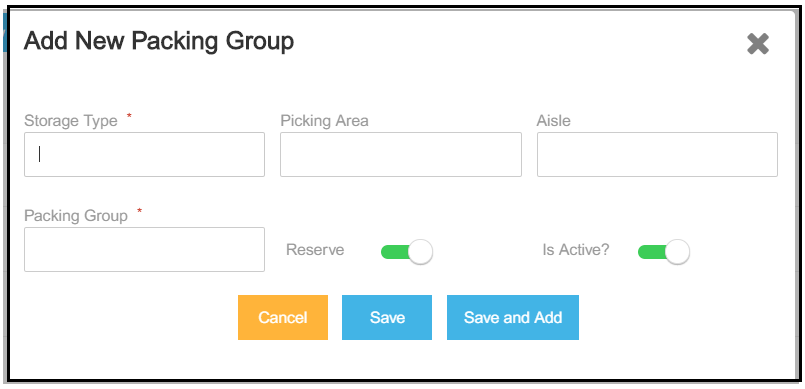 Add New Packing Group
Storage Type * Picking Area Aisle
Packing Group *
Reserve Is Active?
Cancel Save Save and Add